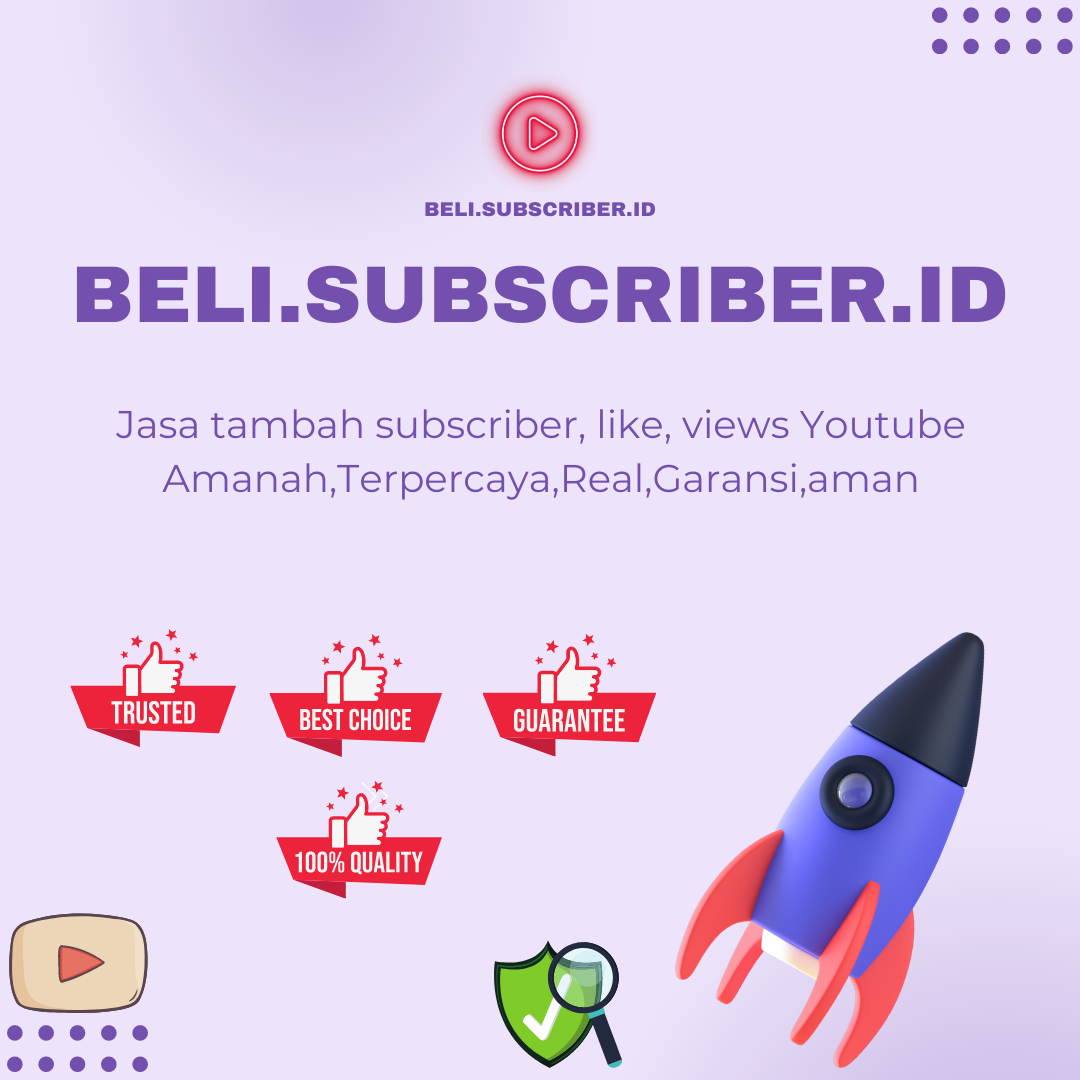 BELI.SUBSCRIBER.ID
BELI.SUBSCRIBER.ID
Jasa tambah subscriber, like, views Youtube
Amanah,Terpercaya,Real,Garansi,aman
TRUSTED
BEST CHOICE
GUARANTEE
100% QUALITY